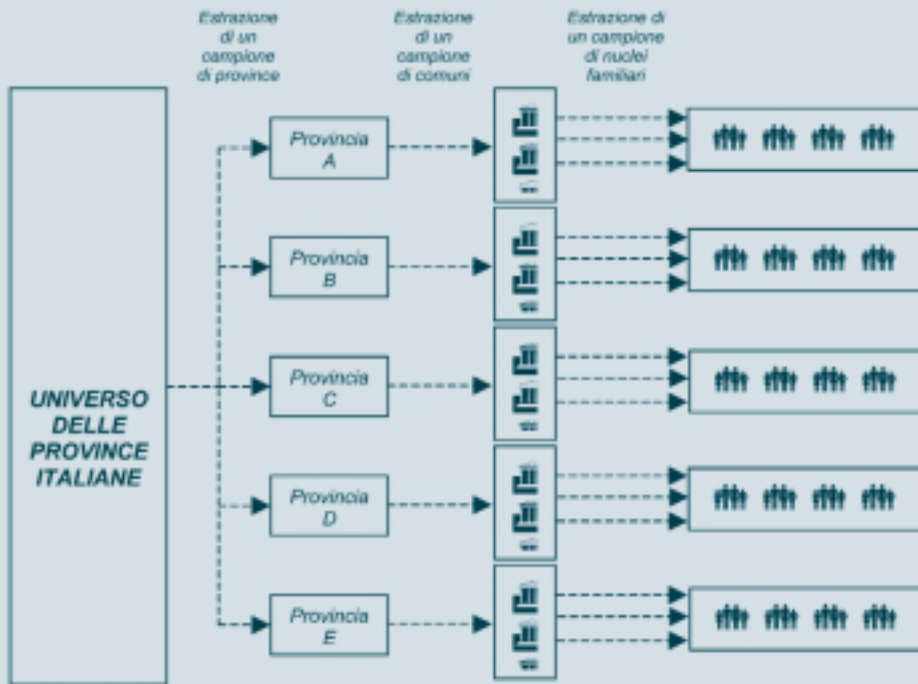 Estrazione
di un
campione
di province
Estrazione
di un
campione
di comuni
Estrazione di
un campione
di nuclei
familiari
UNIVERSO
DELLE
PROVINCE
ITALIANE
Provincia
A
Provincia
B
Provincia
C
Provincia
D
Provincia
E